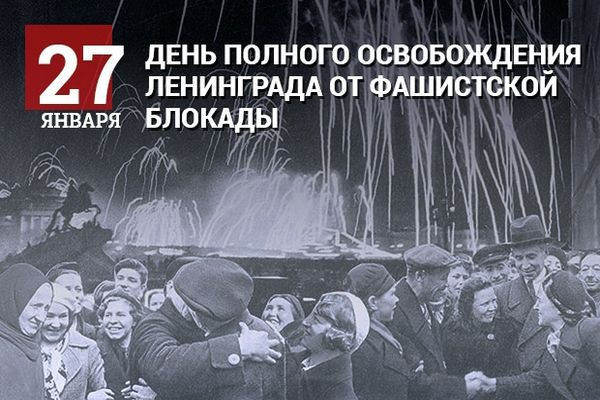 27
ЯНВАРЯ
ДЕНЬ ПОЛНОГО ОСВОБОЖДЕНИЯ
ЛЕНИНГРАДА ОТ ФАШИСТСКОЙ
БЛОКАДЫ